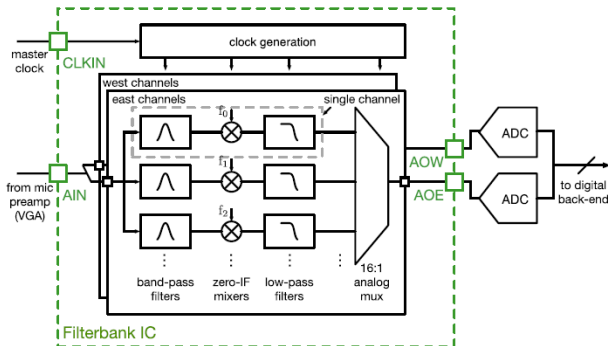 clock generation
master
clock
CLKIN
west channels
east channels
single channel
f0
f1
f2
AIN
from mic
preamp
(VGA)
AOW
AOE
ADC
ADC
to digital
back-end
band-pass
filters
zero-IF
mixers
low-pass
filters
16:1
analog
mux
Filterbank IC